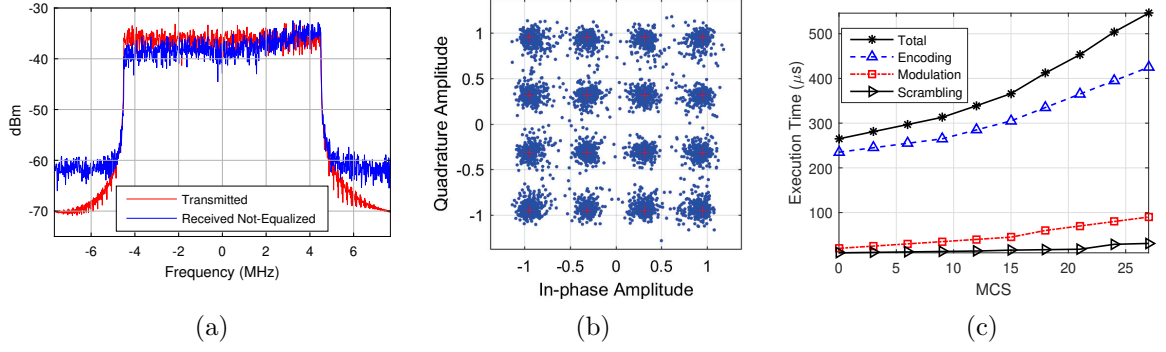 -30
-40
-50
-60
-70
dBm
-6 -4 -2 0 2 4 6
Frequency (MHz)
Transmitted
Received Not-Equalized
(a)
1
0.5
0
-0.5
-1
Quadrature Amplitude
-1 -0.5 0 0.5 1
In-phase Amplitude
(b)
500
400
300
200
100
Execution Time (μs)
0 5 10 15 20 25
MCS
Total
Encoding
Modulation
Scrambling
(c)